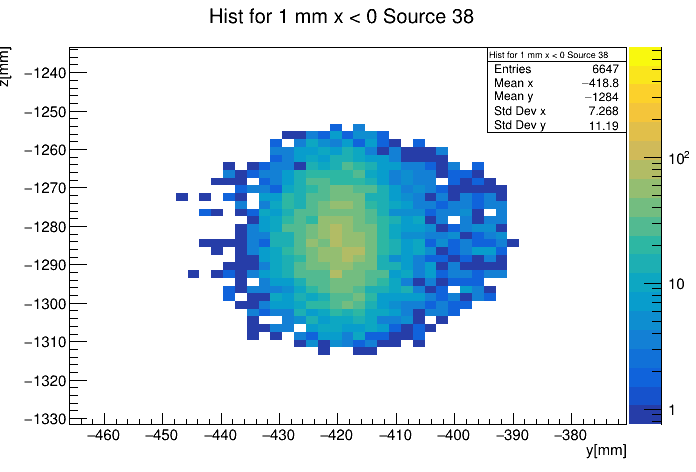 Hist for 1 mm x < 0 Source 38
z[mm]
Hist for 1 mm x < 0 Source 38
Entries 6647
Mean x −418.8
Mean y −1284
Std Dev x 7.268
Std Dev y 11.19
−1240
−1250
−1260
−1270
−1280
−1290
−1300
−1310
−1320
−1330
10²
10
1
−460 −450 −440 −430 −420 −410 −400 −390 −380
y[mm]